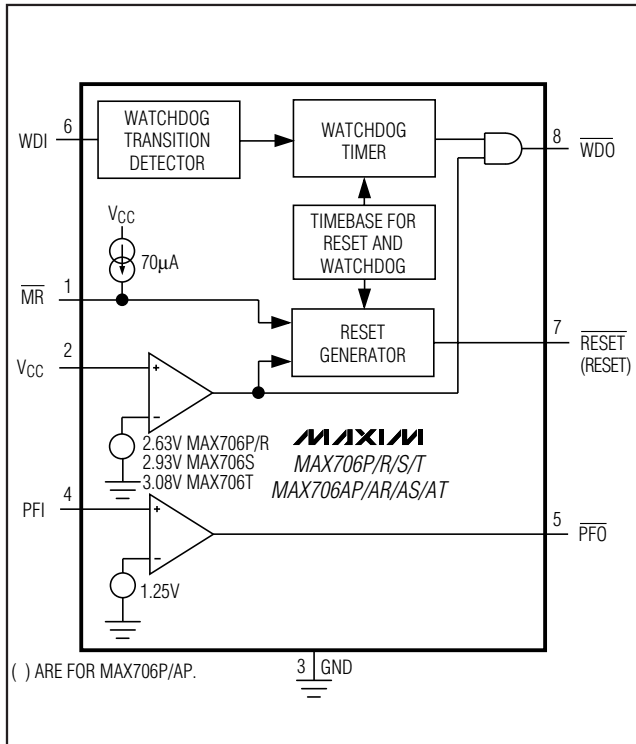 WATCHDOG
TRANSITION
DETECTOR
WATCHDOG
TIMER
6
WDI
8
WDO
VCC
70µA
TIMEBASE FOR
RESET AND
WATCHDOG
1
MR
RESET
GENERATOR
7
RESET
(RESET)
2
VCC
+
−
2.63V MAX706P/R
2.93V MAX706S
3.08V MAX706T
MAXIM
MAX706P/R/S/T
MAX706AP/AR/AS/AT
4
PFI
+
−
1.25V
5
PFO
3 GND
( ) ARE FOR MAX706P/AP.